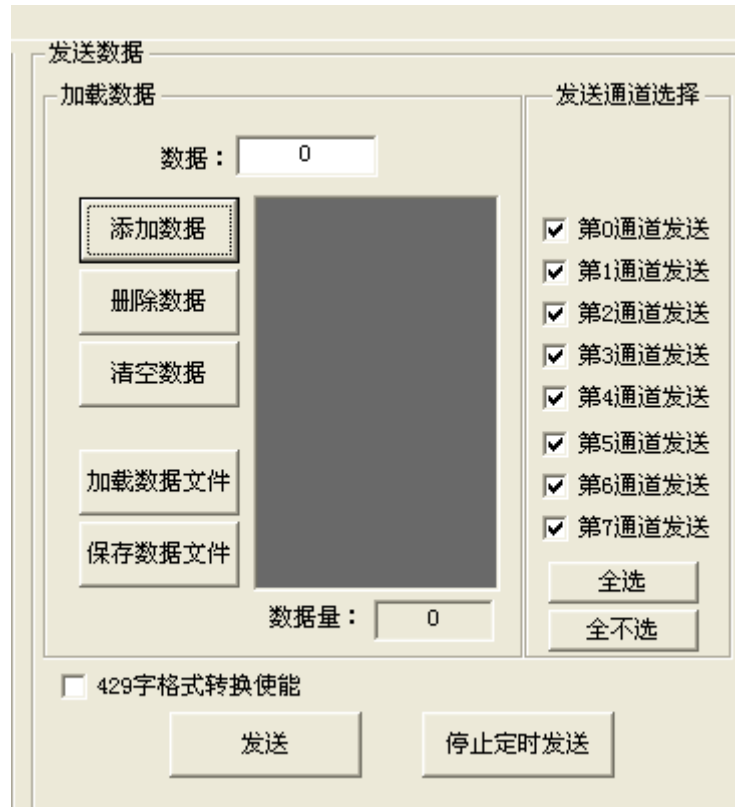 发送数据
加载数据
数据：
0
添加数据
删除数据
清空数据
加载数据文件
保存数据文件
数据量：
0
发送通道选择
第0通道发送
第1通道发送
第2通道发送
第3通道发送
第4通道发送
第5通道发送
第6通道发送
第7通道发送
全选
全不选
429字格式转换使能
发送
停止定时发送